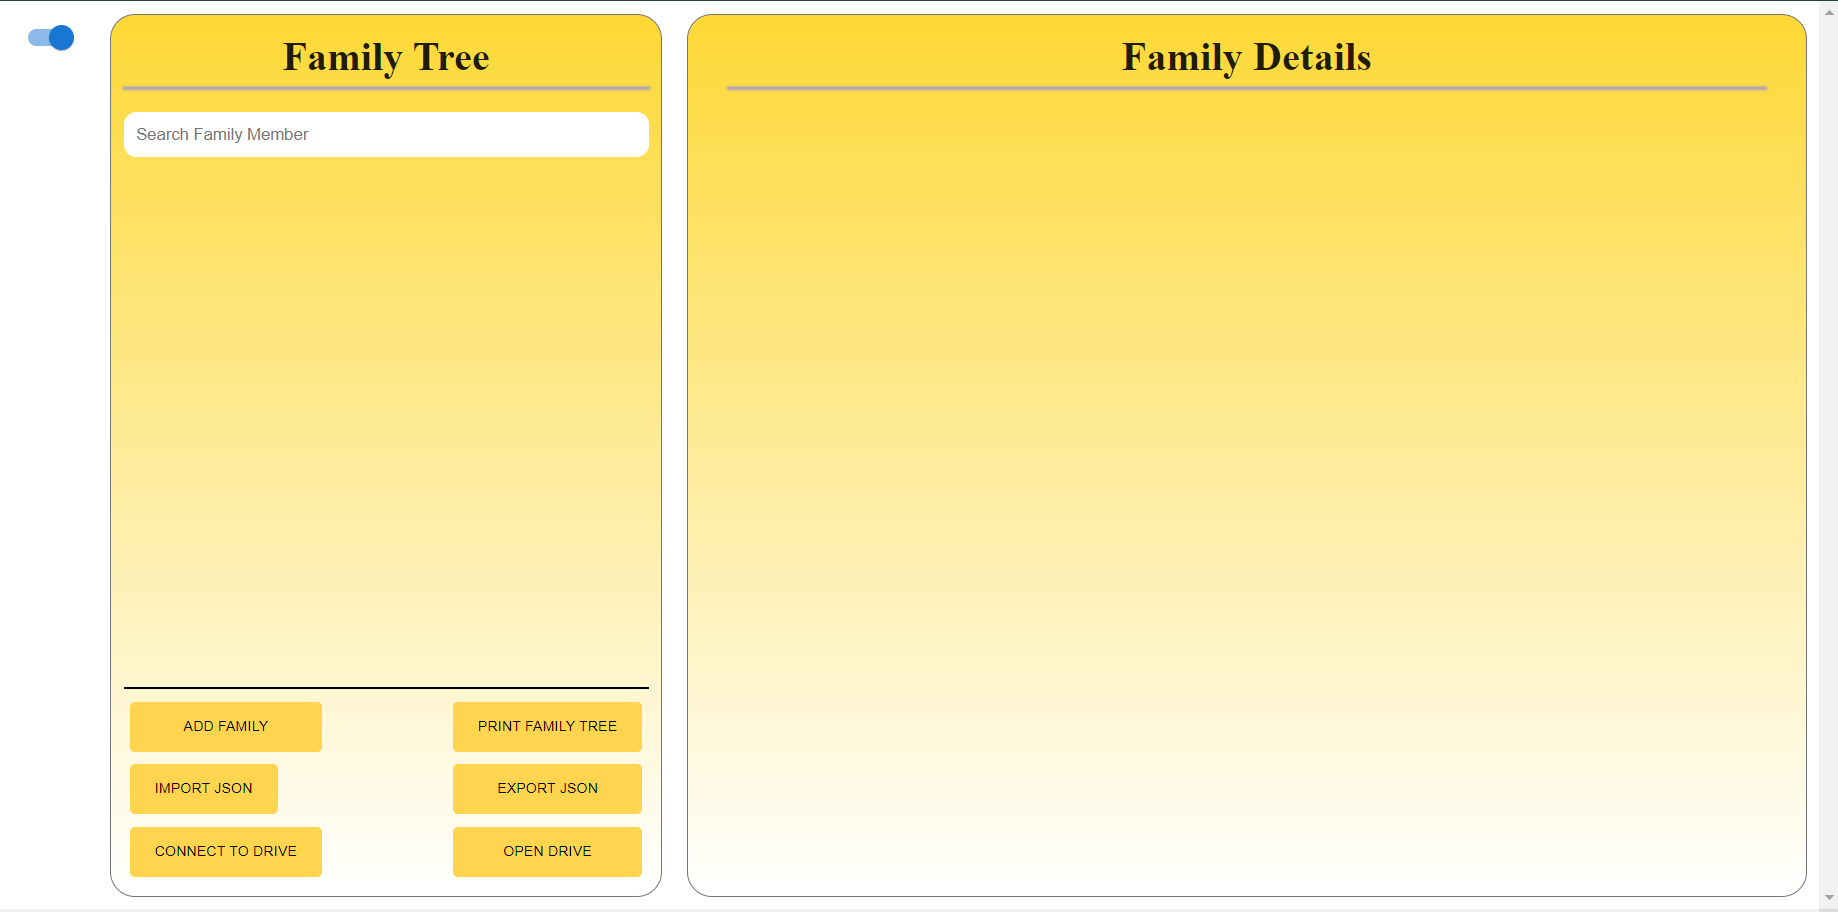 Family Tree
Search Family Member
ADD FAMILY
PRINT FAMILY TREE
IMPORT JSON
EXPORT JSON
CONNECT TO DRIVE
OPEN DRIVE
Family Details